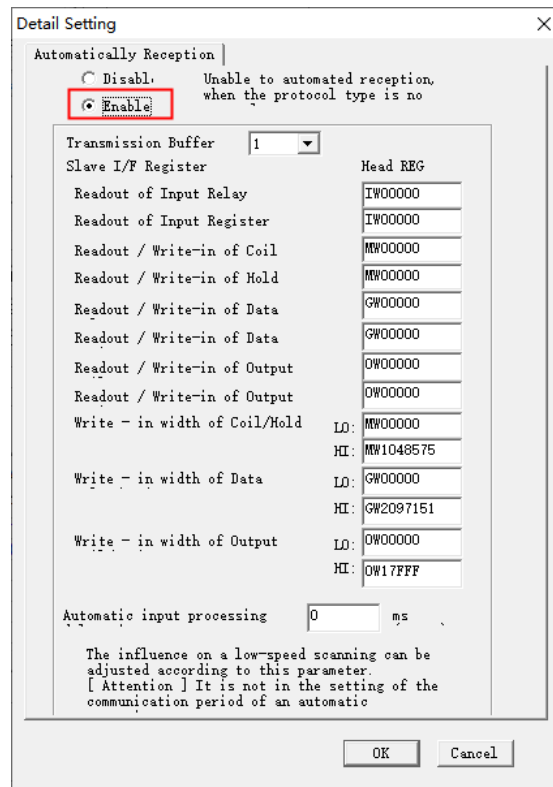 Detail Setting
Automatically Reception
Unable to automated reception,
when the protocol type is no
Enable
Transmission Buffer 1
Slave I/F Register Head REG
Readout of Input Relay IW00000
Readout of Input Register IW00000
Readout / Write-in of Coil MW00000
Readout / Write-in of Hold MW00000
Readout / Write-in of Data GW00000
Readout / Write-in of Data GW00000
Readout / Write-in of Output OW00000
Readout / Write-in of Output OW00000
Write - in width of Coil/Hold LO: MW00000
HI: MW1048575
Write - in width of Data LO: GW00000
HI: GW2097151
Write - in width of Output LO: OW00000
HI: OW17FFF
Automatic input processing 0 ms
The influence on a low-speed scanning can be
adjusted according to this parameter.
[ Attention ] It is not in the setting of the
communication period of an automatic
OK Cancel